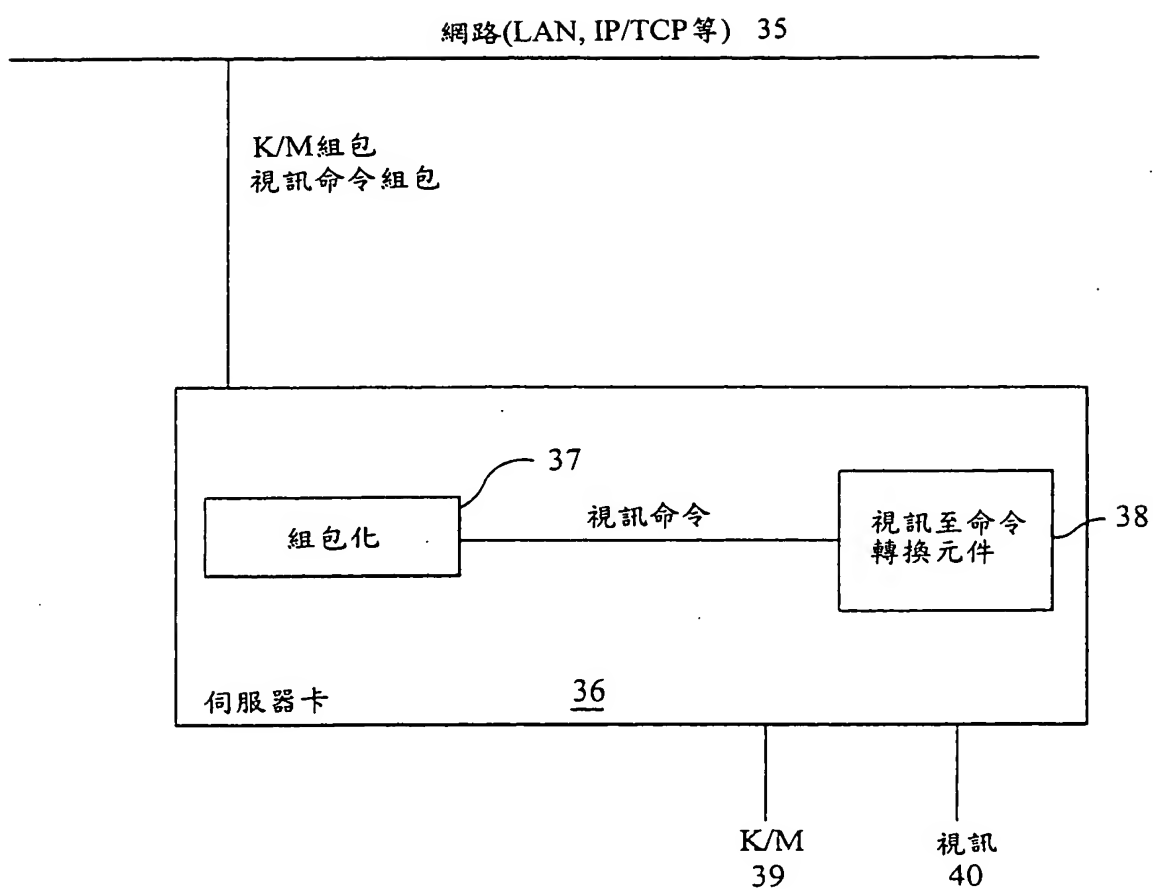 網路(LAN, IP/TCP等) 35
K/M組包
視訊命令組包
37
組包化
視訊命令
視訊至命令
轉換元件
38
伺服器卡
36
K/M
39
視訊
40